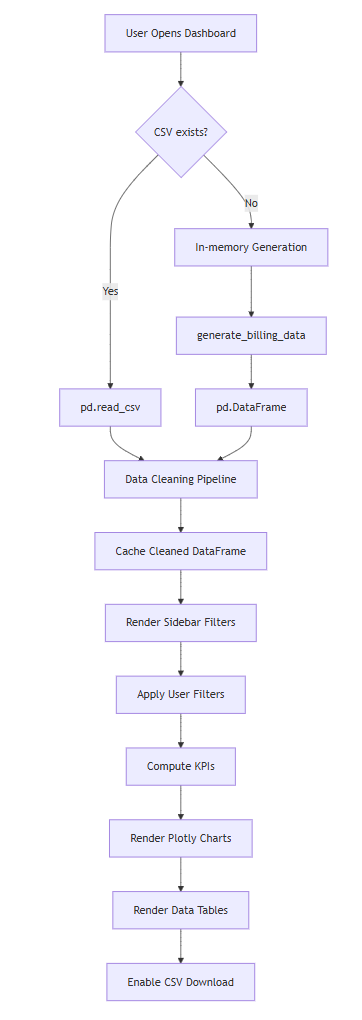 User Opens Dashboard
CSV exists?
No
In-memory Generation
Yes
generate_billing_data
pd.read_csv
pd.DataFrame
Data Cleaning Pipeline
Cache Cleaned DataFrame
Render Sidebar Filters
Apply User Filters
Compute KPIs
Render Plotly Charts
Render Data Tables
Enable CSV Download